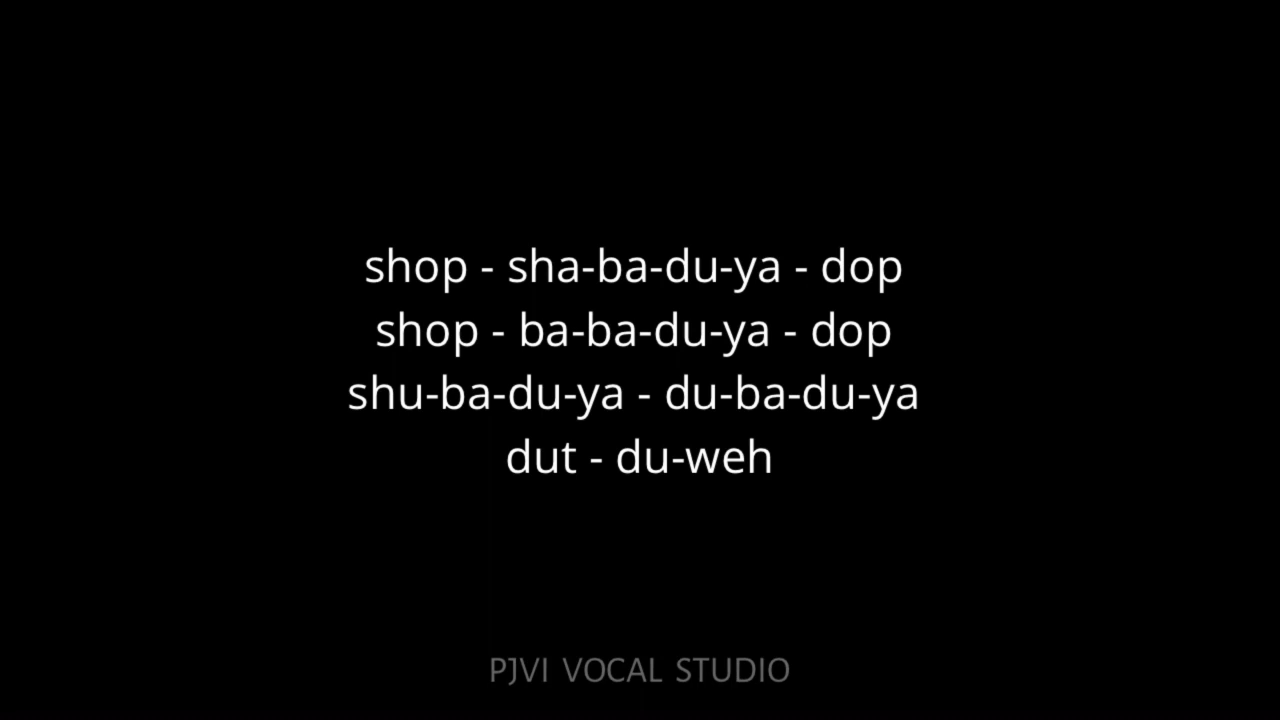 shop - sha-ba-du-ya - dop
shop - ba-ba-du-ya - dop
shu-ba-du-ya - du-ba-du-ya
dut - du-weh
PJVI VOCAL STUDIO